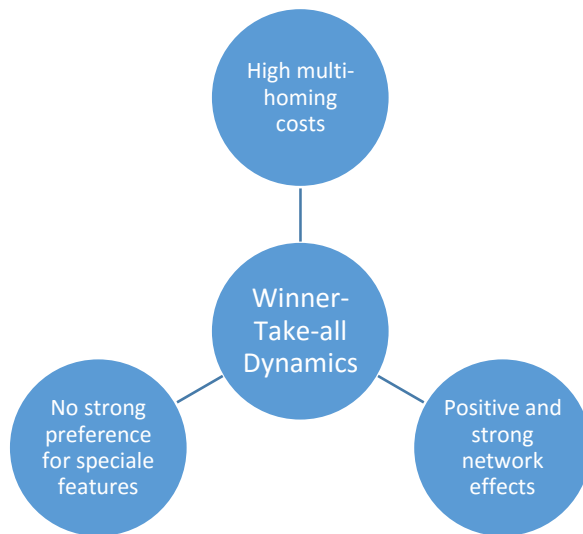 High multi-
homing
costs
Winner-
Take-all
Dynamics
No strong
preference
for speciale
features
Positive and
strong
network
effects